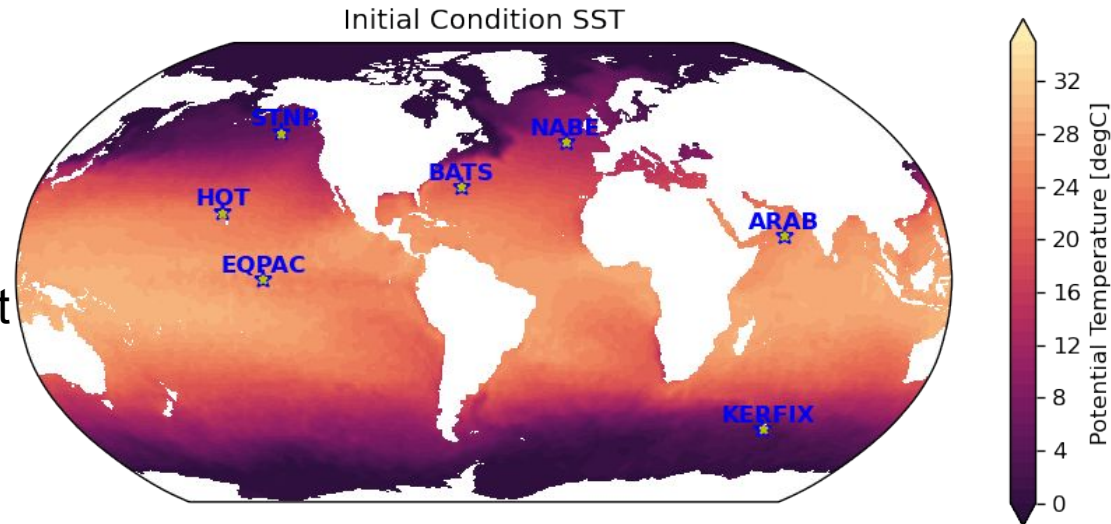 Initial Condition SST
STNP
NABE
BATS
HOT
ARAB
EQPAC
t
KERFIX
32
28
24
20
16
12
8
4
0
Potential Temperature [degC]